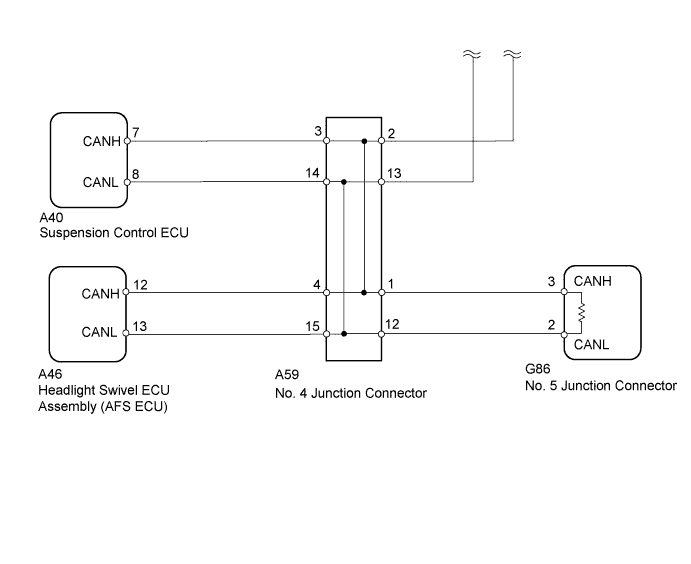 CANH 7 3 2
CANL 8 14 13
A40
Suspension Control ECU
CANH 12 4 1 3 CANH
CANL 13 15 12 2 CANL
A46
Headlight Swivel ECU
Assembly (AFS ECU)
A59
No. 4 Junction Connector
G86
No. 5 Junction Connector